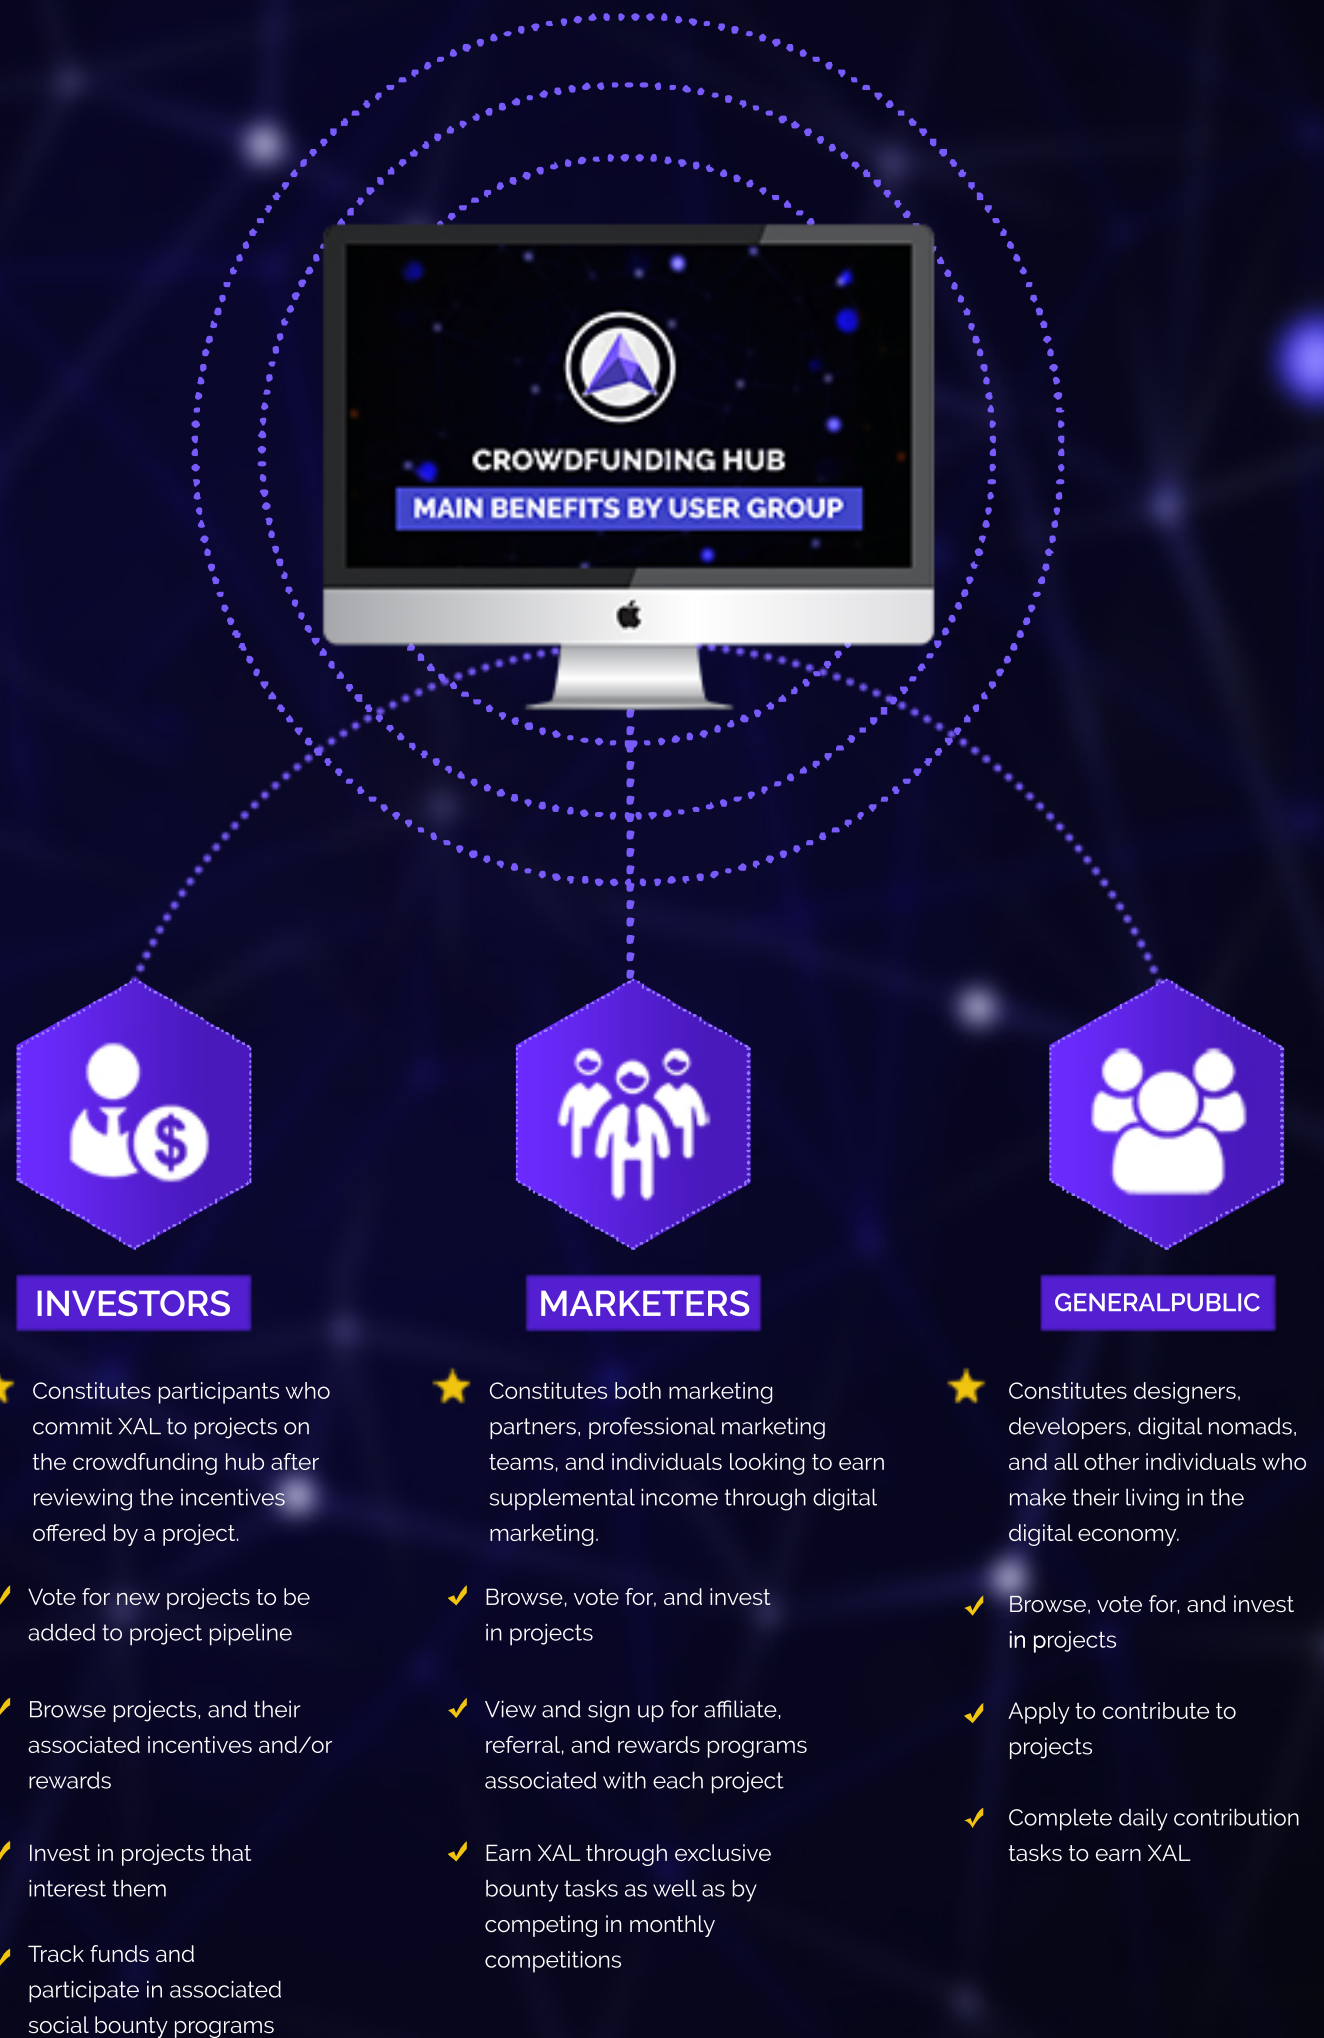 CROWDFUNDING HUB
MAIN BENEFITS BY USER GROUP
$
INVESTORS
Constitutes participants who
commit XAL to projects on
the crowdfunding hub after
reviewing the incentives
offered by a project.
Vote for new projects to be
added to project pipeline
Browse projects, and their
associated incentives and/or
rewards
Invest in projects that
interest them
Track funds and
participate in associated
social bounty programs
MARKETERS
Constitutes both marketing
partners, professional marketing
teams, and individuals looking to earn
supplemental income through digital
marketing.
Browse, vote for, and invest
in projects
View and sign up for affiliate,
referral, and rewards programs
associated with each project
Earn XAL through exclusive
bounty tasks as well as by
competing in monthly
competitions
GENERALPUBLIC
Constitutes designers,
developers, digital nomads,
and all other individuals who
make their living in the
digital economy.
Browse, vote for, and invest
in projects
Apply to contribute to
projects
Complete daily contribution
tasks to earn XAL